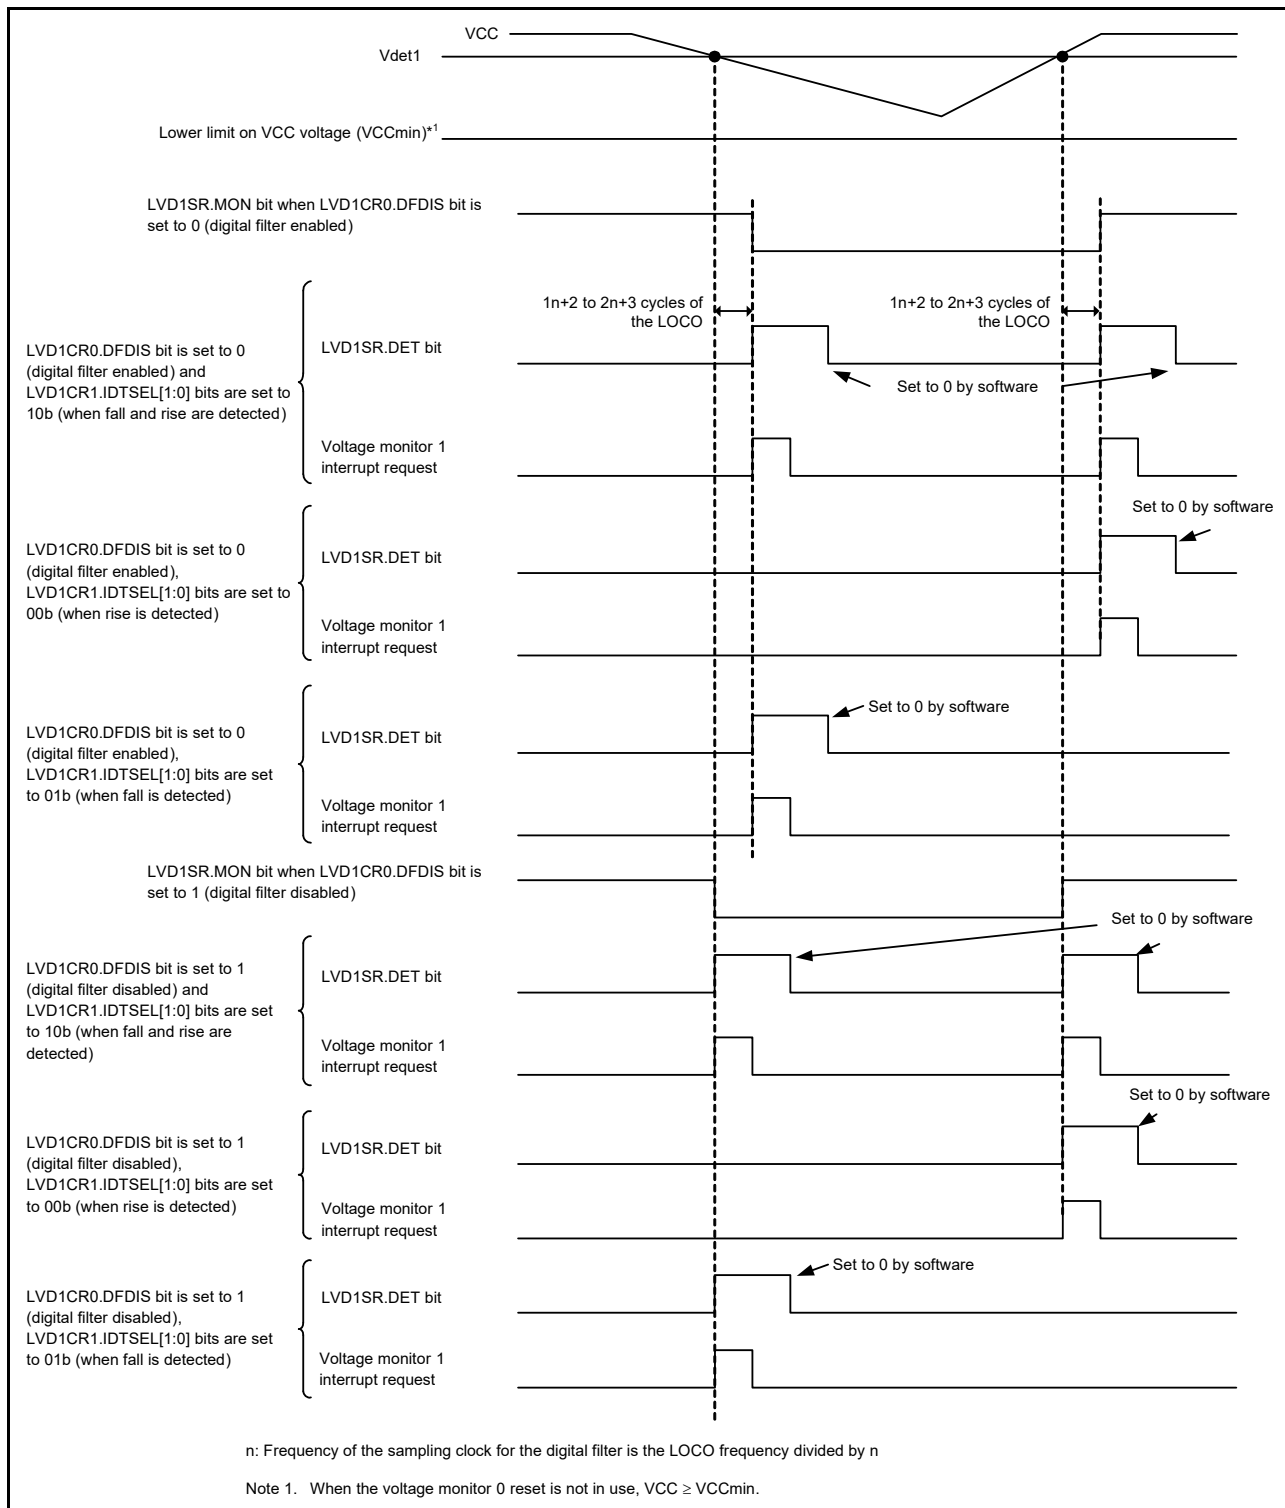 VCC
Vdet1
Lower limit on VCC voltage (VCCmin)*1
LVD1SR.MON bit when LVD1CR0.DFDIS bit is
set to 0 (digital filter enabled)
1n+2 to 2n+3 cycles of
the LOCO
1n+2 to 2n+3 cycles of
the LOCO
LVD1CR0.DFDIS bit is set to 0
(digital filter enabled) and
LVD1CR1.IDTSEL[1:0] bits are set to
10b (when fall and rise are detected)
LVD1SR.DET bit
Set to 0 by software
Voltage monitor 1
interrupt request
Set to 0 by software
LVD1CR0.DFDIS bit is set to 0
(digital filter enabled),
LVD1CR1.IDTSEL[1:0] bits are set to
00b (when rise is detected)
LVD1SR.DET bit
Voltage monitor 1
interrupt request
Set to 0 by software
LVD1CR0.DFDIS bit is set to 0
(digital filter enabled),
LVD1CR1.IDTSEL[1:0] bits are set
to 01b (when fall is detected)
LVD1SR.DET bit
Voltage monitor 1
interrupt request
LVD1SR.MON bit when LVD1CR0.DFDIS bit is
set to 1 (digital filter disabled)
Set to 0 by software
LVD1CR0.DFDIS bit is set to 1
(digital filter disabled) and
LVD1CR1.IDTSEL[1:0] bits are set
to 10b (when fall and rise are
detected)
LVD1SR.DET bit
Voltage monitor 1
interrupt request
Set to 0 by software
LVD1CR0.DFDIS bit is set to 1
(digital filter disabled),
LVD1CR1.IDTSEL[1:0] bits are set
to 00b (when rise is detected)
LVD1SR.DET bit
Voltage monitor 1
interrupt request
Set to 0 by software
LVD1CR0.DFDIS bit is set to 1
(digital filter disabled),
LVD1CR1.IDTSEL[1:0] bits are set
to 01b (when fall is detected)
LVD1SR.DET bit
Voltage monitor 1
interrupt request
n: Frequency of the sampling clock for the digital filter is the LOCO frequency divided by n
Note 1. When the voltage monitor 0 reset is not in use, VCC ≥ VCCmin.